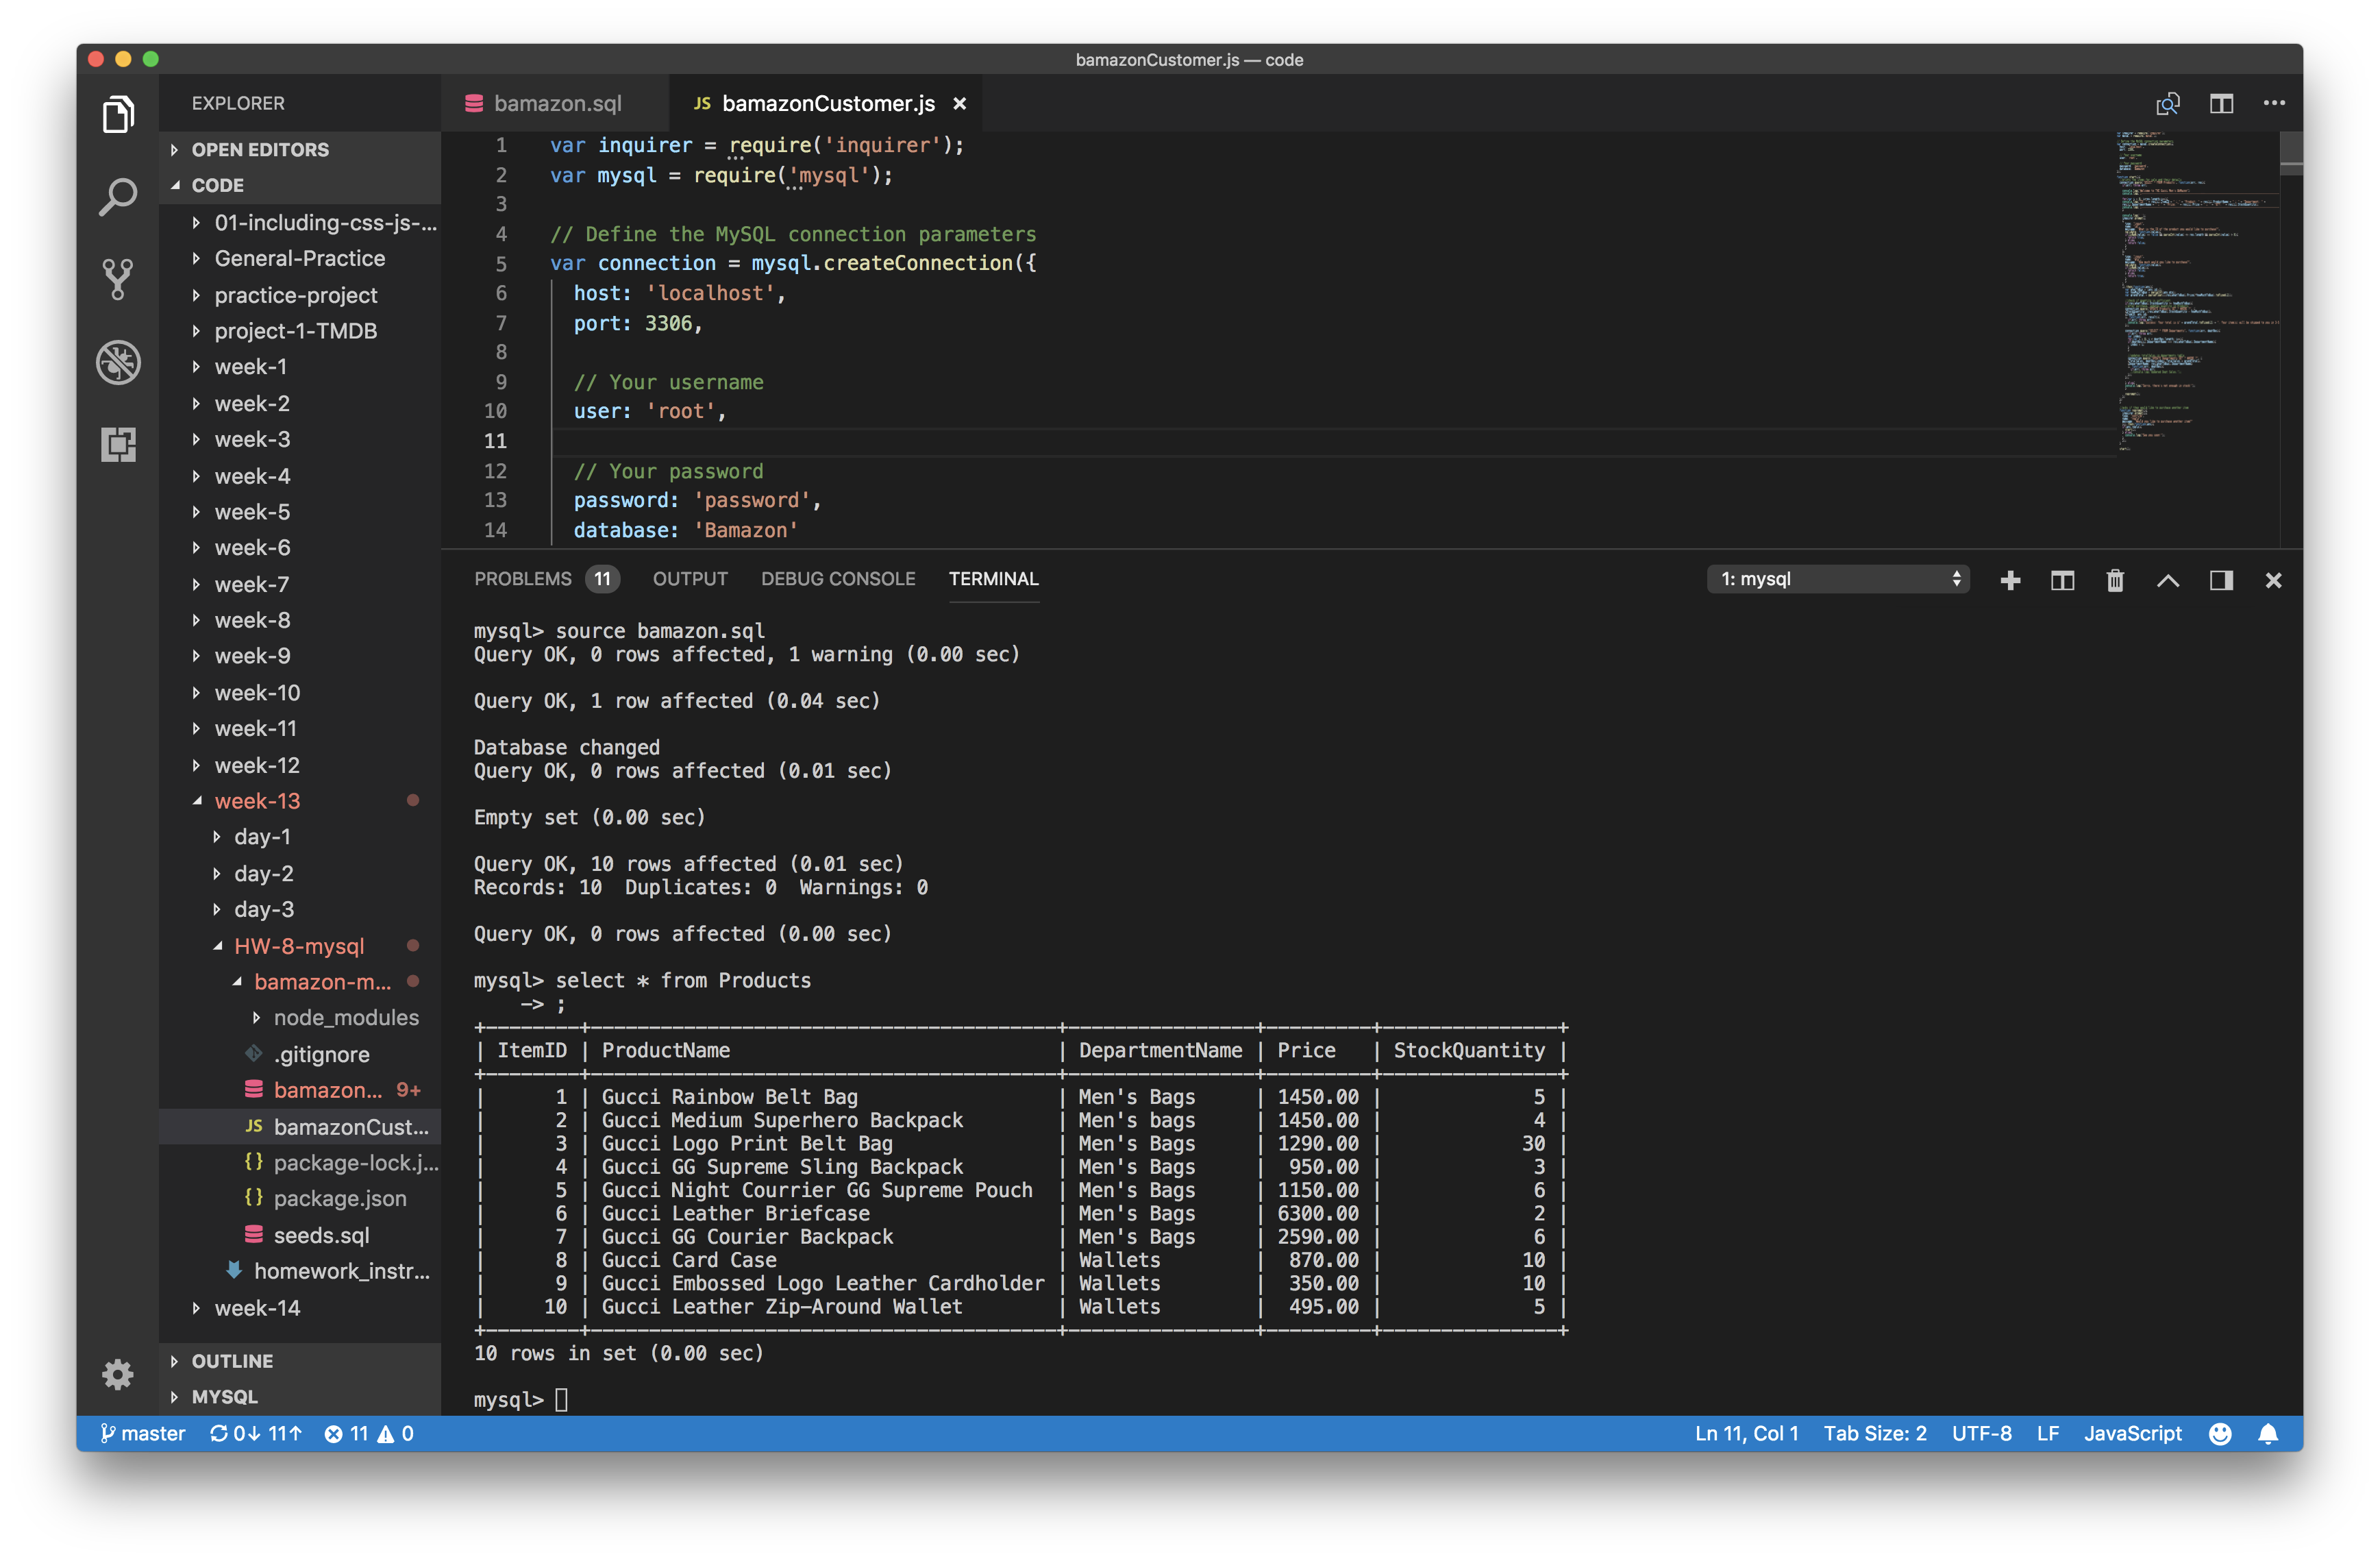 bamazonCustomer.js — code
EXPLORER
OPEN EDITORS
CODE
01-including-css-js-...
General-Practice
practice-project
project-1-TMDB
week-1
week-2
week-3
week-4
week-5
week-6
week-7
week-8
week-9
week-10
week-11
week-12
week-13
day-1
day-2
day-3
HW-8-mysql
bamazon-m...
node_modules
.gitignore
bamazon... 9+
JS bamazonCust...
{} package-lock.j...
{} package.json
seeds.sql
homework_instr...
week-14
OUTLINE
MYSQL
bamazon.sql
JS bamazonCustomer.js ×
1 var inquirer = require('inquirer');
2 var mysql = require('mysql');
3
4 // Define the MySQL connection parameters
5 var connection = mysql.createConnection({
6 host: 'localhost',
7 port: 3306,
8
9 // Your username
10 user: 'root',
11
12 // Your password
13 password: 'password',
14 database: 'Bamazon'
PROBLEMS 11 OUTPUT DEBUG CONSOLE TERMINAL 1: mysql
mysql> source bamazon.sql
Query OK, 0 rows affected, 1 warning (0.00 sec)
Query OK, 1 row affected (0.04 sec)
Database changed
Query OK, 0 rows affected (0.01 sec)
Empty set (0.00 sec)
Query OK, 10 rows affected (0.01 sec)
Records: 10  Duplicates: 0  Warnings: 0
Query OK, 0 rows affected (0.00 sec)
mysql> select * from Products
    -> ;
+--------+----------------------------------------+----------------+---------+---------------+
| ItemID | ProductName                            | DepartmentName | Price   | StockQuantity |
+--------+----------------------------------------+----------------+---------+---------------+
|      1 | Gucci Rainbow Belt Bag                 | Men's Bags     | 1450.00 |             5 |
|      2 | Gucci Medium Superhero Backpack        | Men's bags     | 1450.00 |             4 |
|      3 | Gucci Logo Print Belt Bag              | Men's Bags     | 1290.00 |            30 |
|      4 | Gucci GG Supreme Sling Backpack        | Men's Bags     |  950.00 |             3 |
|      5 | Gucci Night Courrier GG Supreme Pouch  | Men's Bags     | 1150.00 |             6 |
|      6 | Gucci Leather Briefcase                | Men's Bags     | 6300.00 |             2 |
|      7 | Gucci GG Courier Backpack              | Men's Bags     | 2590.00 |             6 |
|      8 | Gucci Card Case                        | Wallets        |  870.00 |            10 |
|      9 | Gucci Embossed Logo Leather Cardholder | Wallets        |  350.00 |            10 |
|     10 | Gucci Leather Zip-Around Wallet        | Wallets        |  495.00 |             5 |
+--------+----------------------------------------+----------------+---------+---------------+
10 rows in set (0.00 sec)
mysql>
master 0↓ 11↑ 11 0 Ln 11, Col 1 Tab Size: 2 UTF-8 LF JavaScript